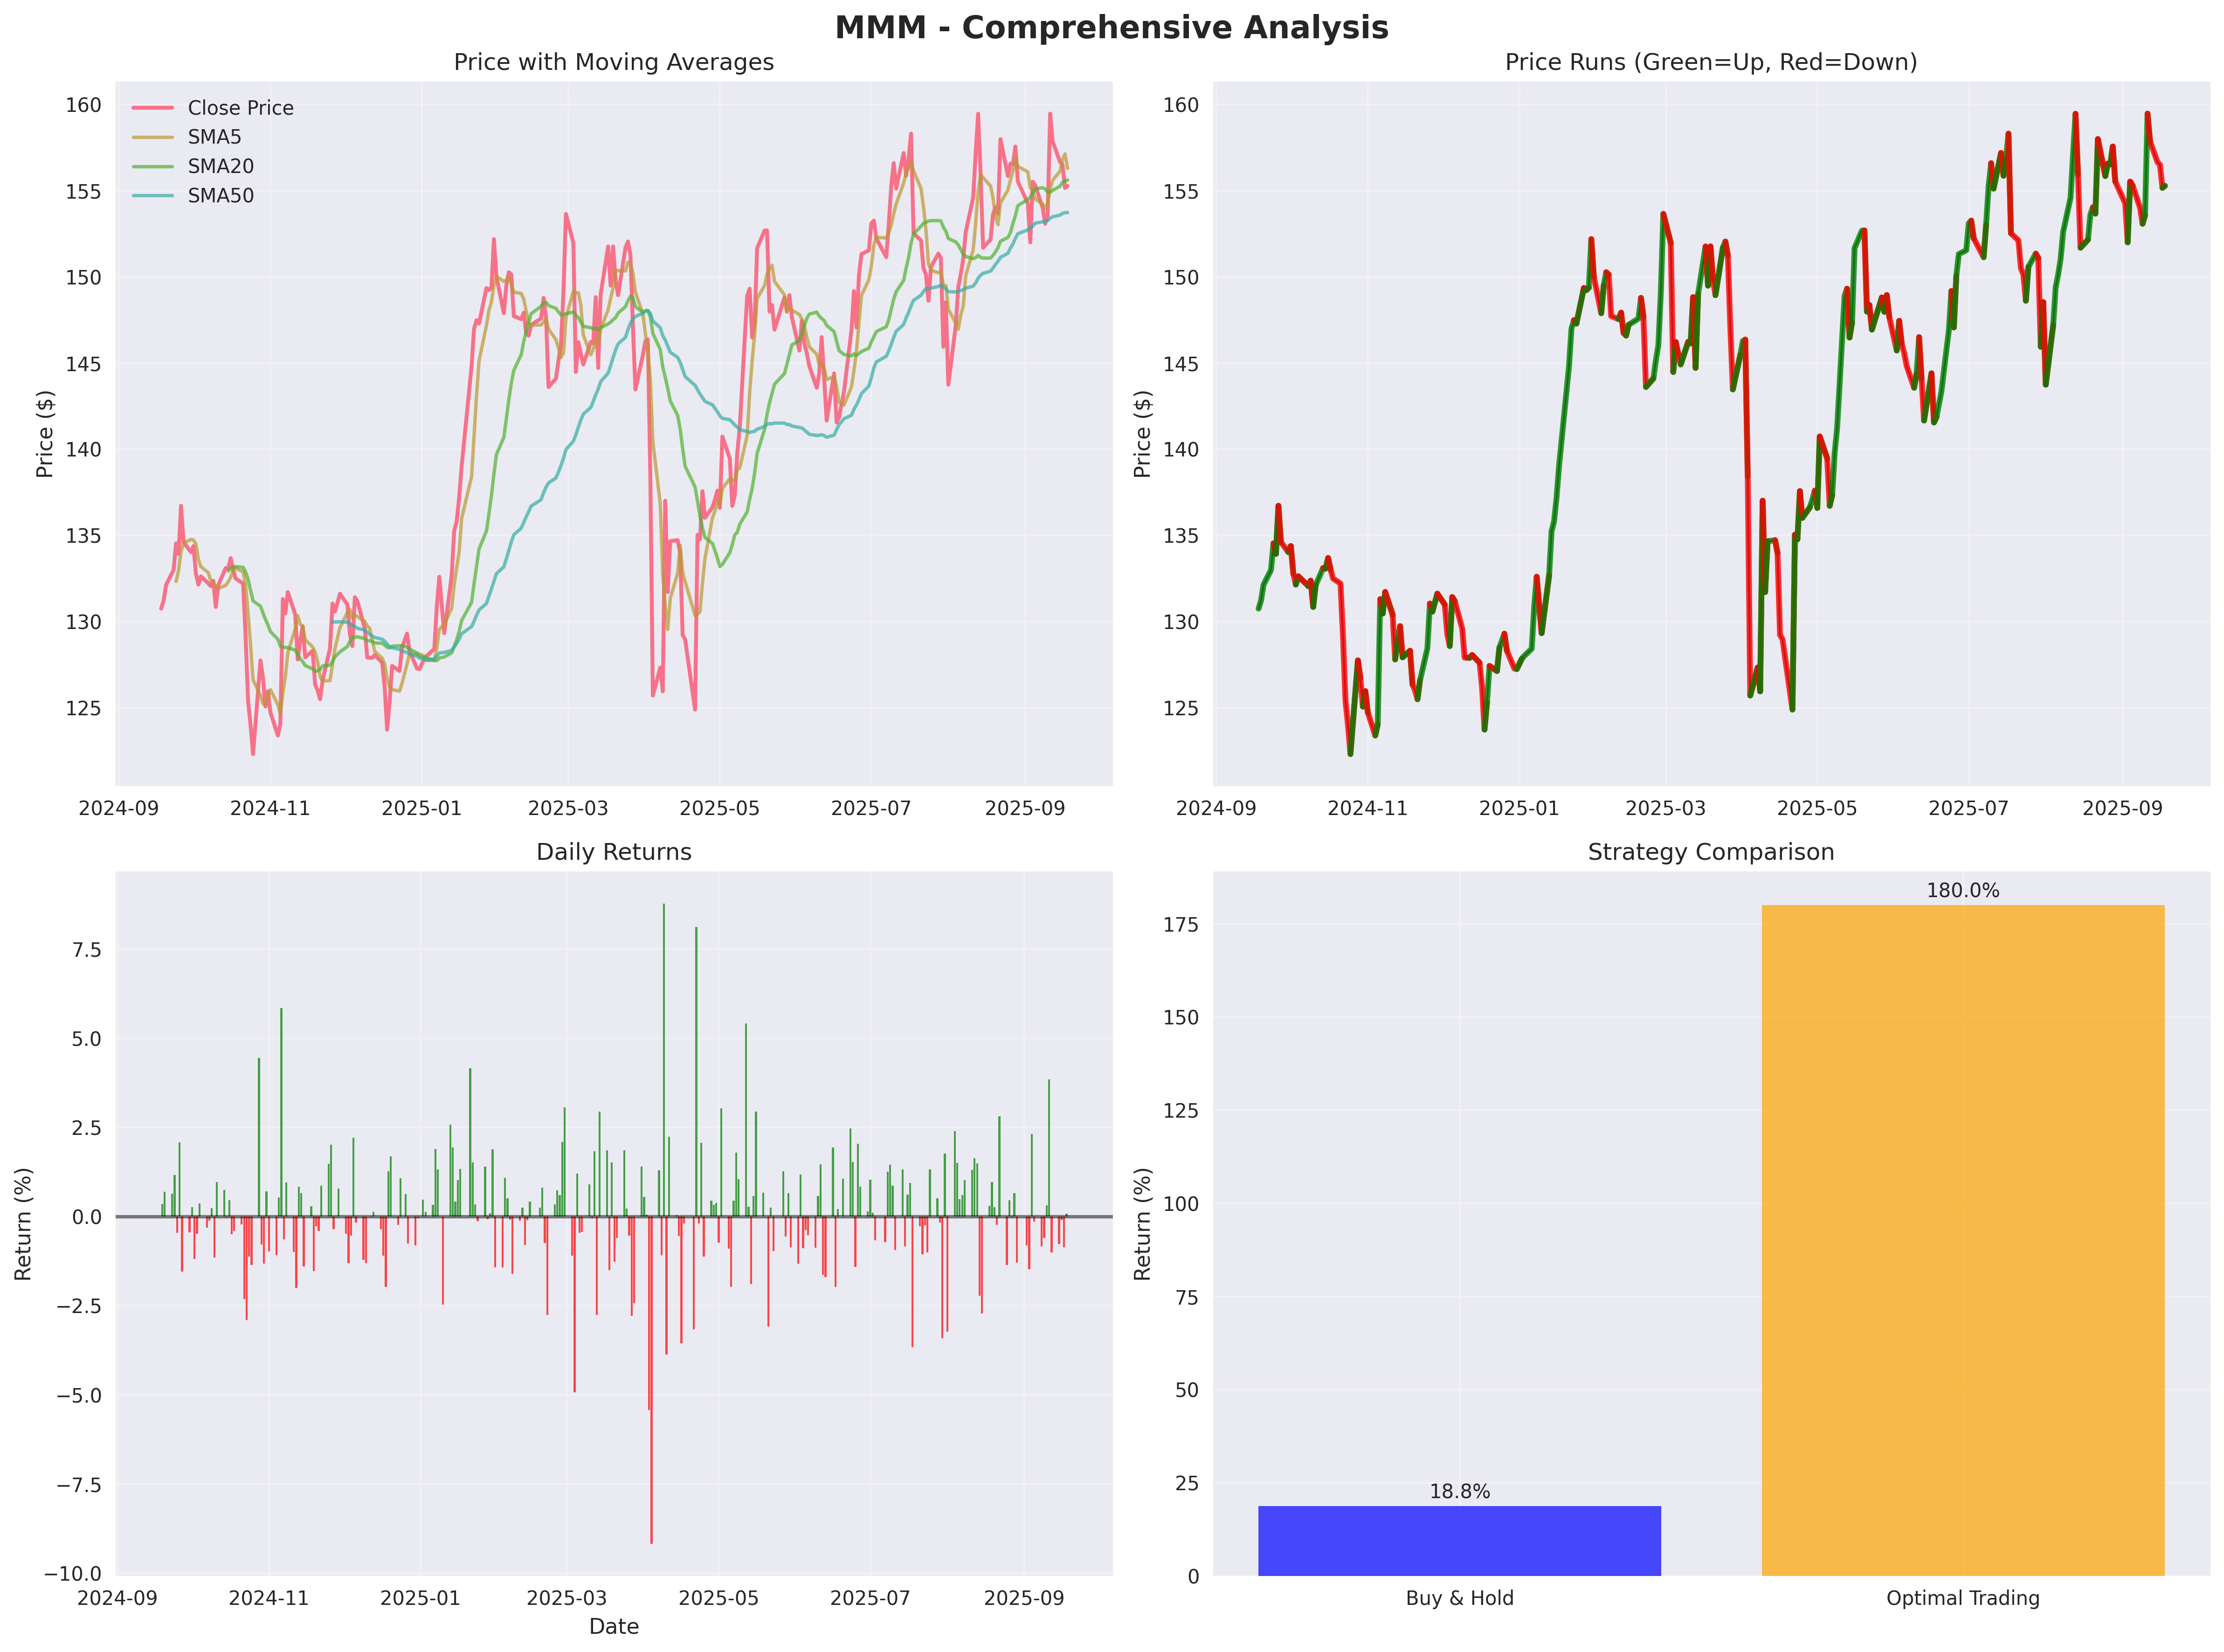 MMM - Comprehensive Analysis
Price with Moving Averages
Close Price
SMA5
SMA20
SMA50
Price ($)
160
155
150
145
140
135
130
125
2024-09 2024-11 2025-01 2025-03 2025-05 2025-07 2025-09
Price Runs (Green=Up, Red=Down)
Price ($)
160
155
150
145
140
135
130
125
2024-09 2024-11 2025-01 2025-03 2025-05 2025-07 2025-09
Daily Returns
Return (%)
7.5
5.0
2.5
0.0
−2.5
−5.0
−7.5
−10.0
2024-09 2024-11 2025-01 2025-03 2025-05 2025-07 2025-09
Date
Strategy Comparison
Return (%)
175
150
125
100
75
50
25
0
18.8%
180.0%
Buy & Hold Optimal Trading